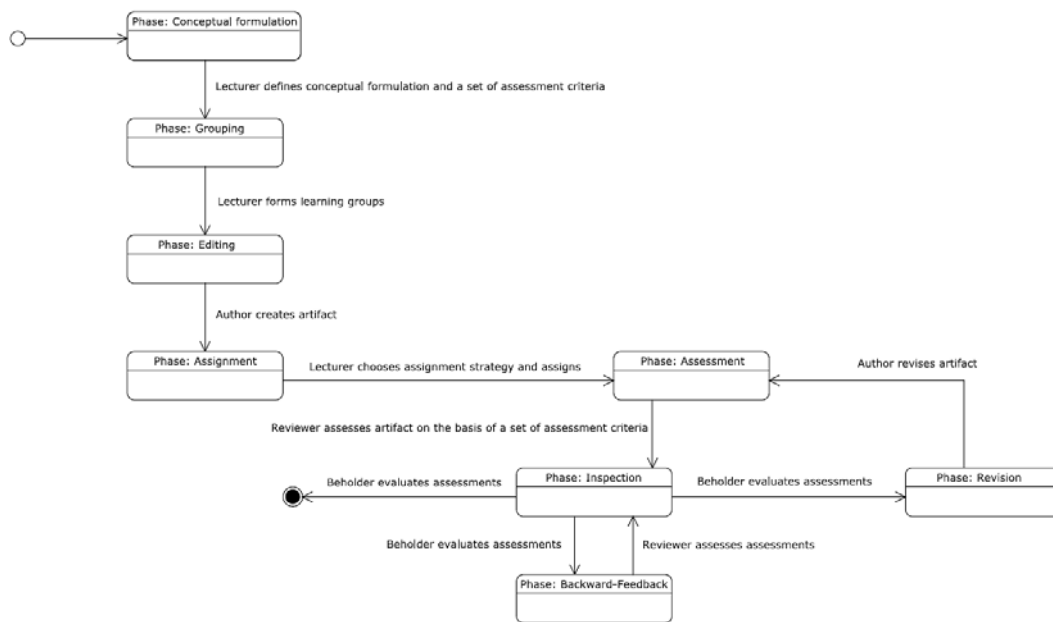 Phase: Conceptual formulation
Lecturer defines conceptual formulation and a set of assessment criteria
Phase: Grouping
Lecturer forms learning groups
Phase: Editing
Author creates artifact
Phase: Assignment
Lecturer chooses assignment strategy and assigns
Phase: Assessment
Author revises artifact
Reviewer assesses artifact on the basis of a set of assessment criteria
Beholder evaluates assessments
Phase: Inspection
Beholder evaluates assessments
Phase: Revision
Beholder evaluates assessments
Reviewer assesses assessments
Phase: Backward-Feedback